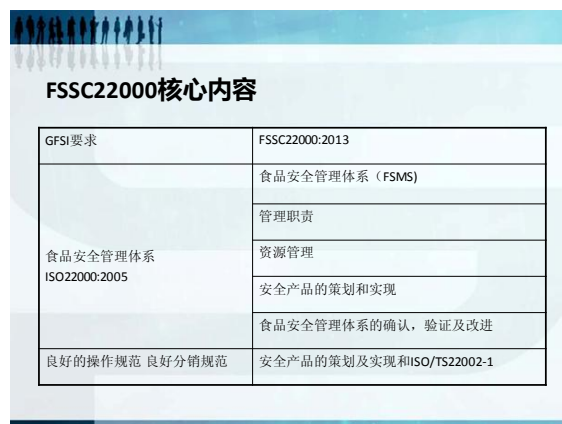 FSSC22000核心内容
GFSI要求
FSSC22000:2013
食品安全管理体系
ISO22000:2005
食品安全管理体系（FSMS)
管理职责
资源管理
安全产品的策划和实现
食品安全管理体系的确认，验证及改进
良好的操作规范 良好分销规范
安全产品的策划及实现和ISO/TS22002-1